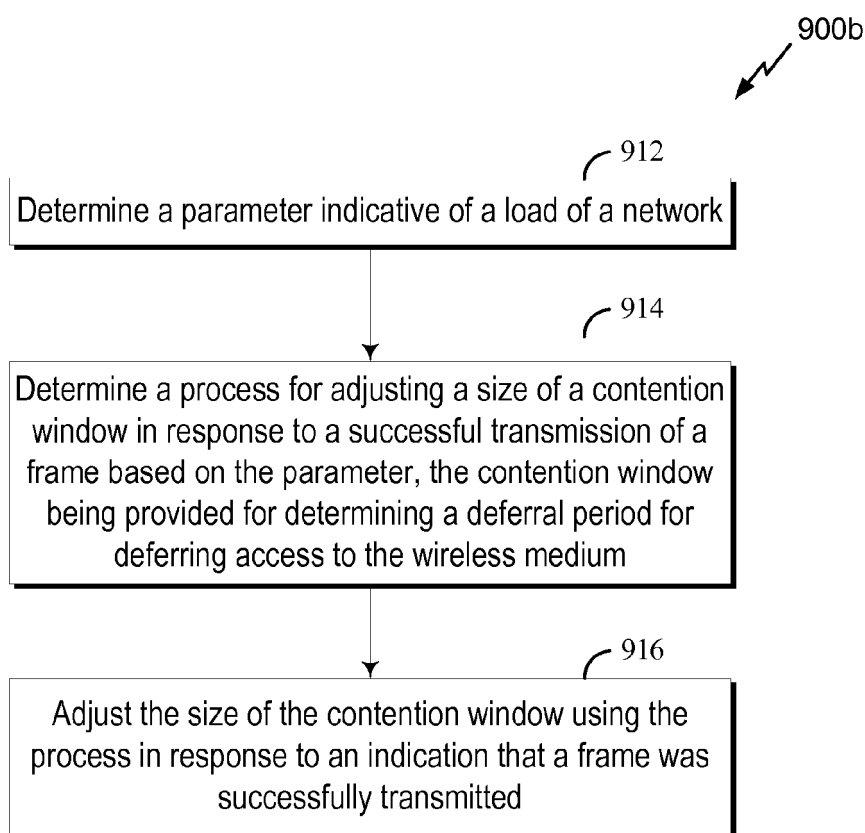 900b
912
Determine a parameter indicative of a load of a network
914
Determine a process for adjusting a size of a contention
window in response to a successful transmission of a
frame based on the parameter, the contention window
being provided for determining a deferral period for
deferring access to the wireless medium
916
Adjust the size of the contention window using the
process in response to an indication that a frame was
successfully transmitted